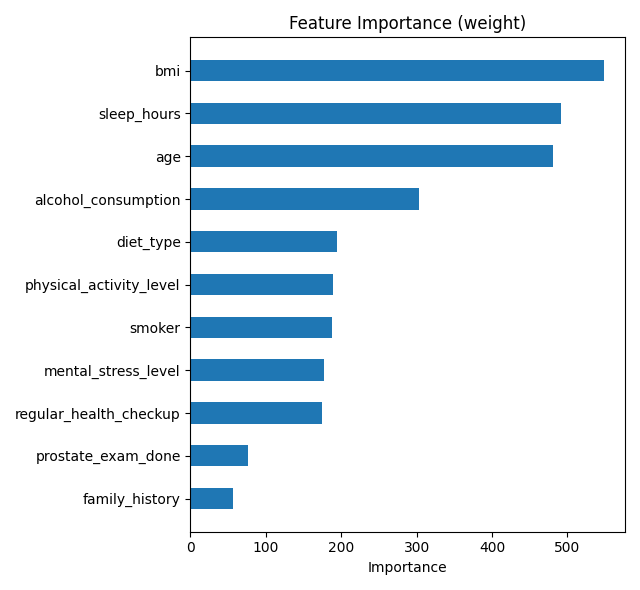 Feature Importance (weight)
bmi
sleep_hours
age
alcohol_consumption
diet_type
physical_activity_level
smoker
mental_stress_level
regular_health_checkup
prostate_exam_done
family_history
0 100 200 300 400 500
Importance